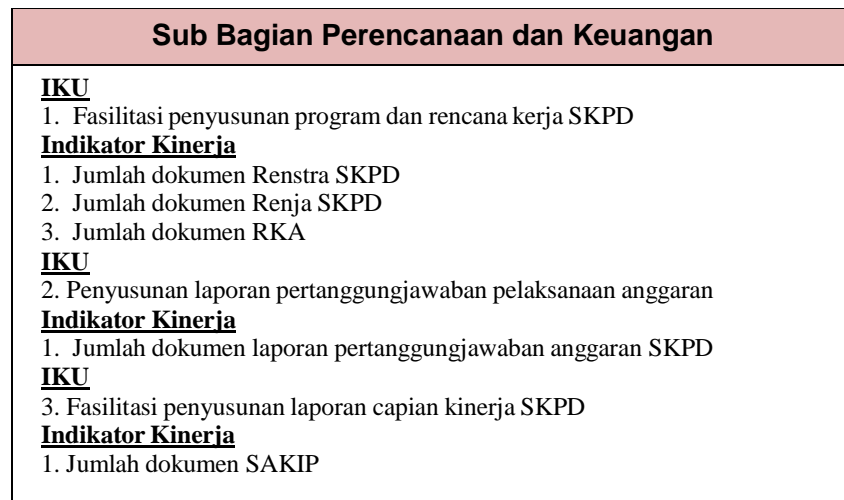 Sub Bagian Perencanaan dan Keuangan
IKU
1. Fasilitasi penyusunan program dan rencana kerja SKPD
Indikator Kinerja
1. Jumlah dokumen Renstra SKPD
2. Jumlah dokumen Renja SKPD
3. Jumlah dokumen RKA
IKU
2. Penyusunan laporan pertanggungjawaban pelaksanaan anggaran
Indikator Kinerja
1. Jumlah dokumen laporan pertanggungjawaban anggaran SKPD
IKU
3. Fasilitasi penyusunan laporan capian kinerja SKPD
Indikator Kinerja
1. Jumlah dokumen SAKIP